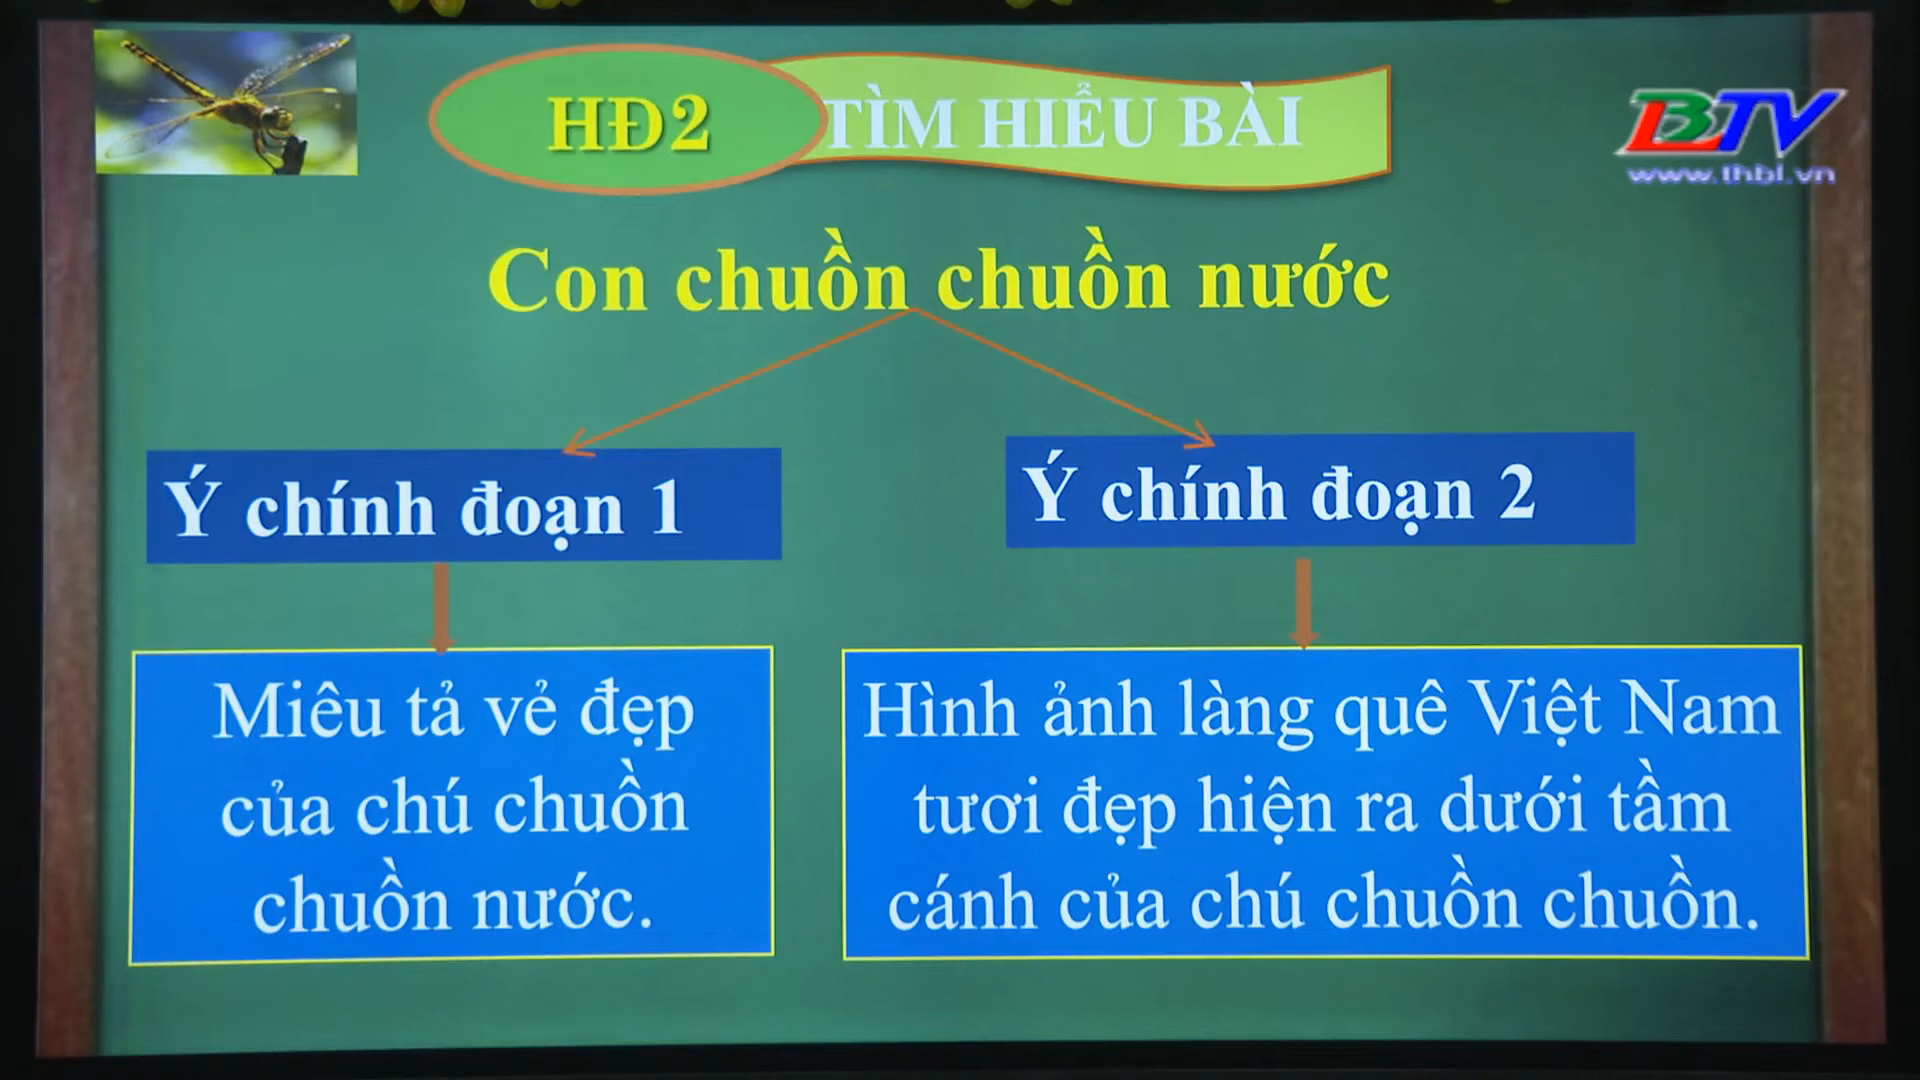 HĐ2 TÌM HIỂU BÀI
BTV
www.thbl.vn
Con chuồn chuồn nước
Ý chính đoạn 1
Ý chính đoạn 2
Miêu tả vẻ đẹp
của chú chuồn
chuồn nước.
Hình ảnh làng quê Việt Nam
tươi đẹp hiện ra dưới tầm
cánh của chú chuồn chuồn.